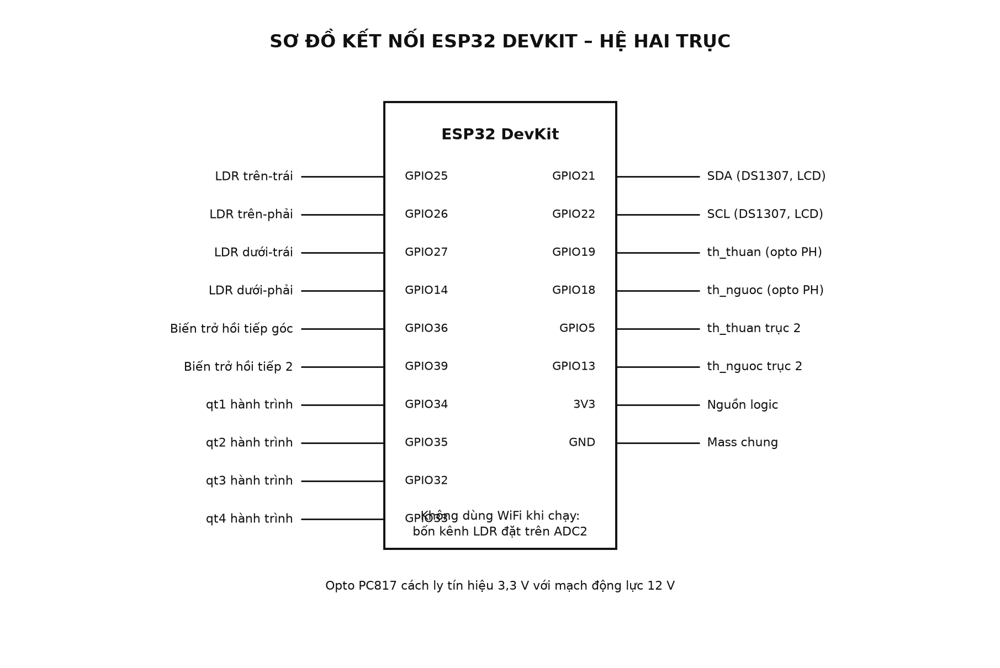 SƠ ĐỒ KẾT NỐI ESP32 DEVKIT – HỆ HAI TRỤC
ESP32 DevKit
LDR trên-trái GPIO25 GPIO21 SDA (DS1307, LCD)
LDR trên-phải GPIO26 GPIO22 SCL (DS1307, LCD)
LDR dưới-trái GPIO27 GPIO19 th_thuan (opto PH)
LDR dưới-phải GPIO14 GPIO18 th_nguoc (opto PH)
Biến trở hồi tiếp góc GPIO36 GPIO5 th_thuan trục 2
Biến trở hồi tiếp 2 GPIO39 GPIO13 th_nguoc trục 2
qt1 hành trình GPIO34 3V3 Nguồn logic
qt2 hành trình GPIO35 GND Mass chung
qt3 hành trình GPIO32
qt4 hành trình GPIO33
Không dùng WiFi khi chạy:
bốn kênh LDR đặt trên ADC2
Opto PC817 cách ly tín hiệu 3,3 V với mạch động lực 12 V